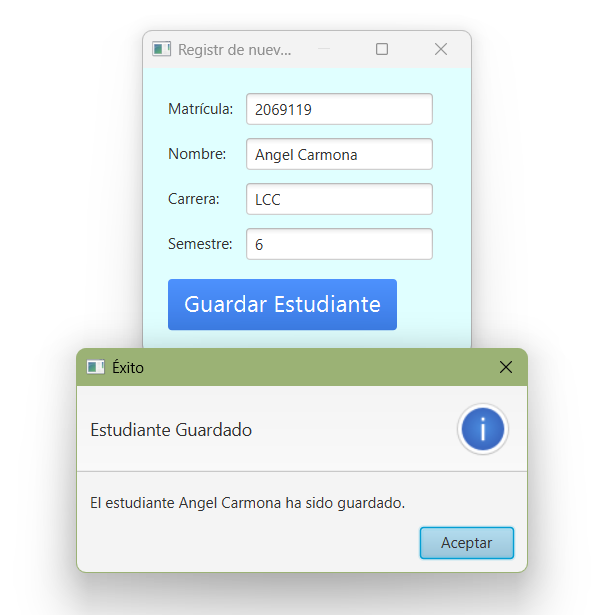 Registr de nuev...
Matrícula: 2069119
Nombre: Angel Carmona
Carrera: LCC
Semestre: 6
Guardar Estudiante
Éxito
Estudiante Guardado
i
El estudiante Angel Carmona ha sido guardado.
Aceptar